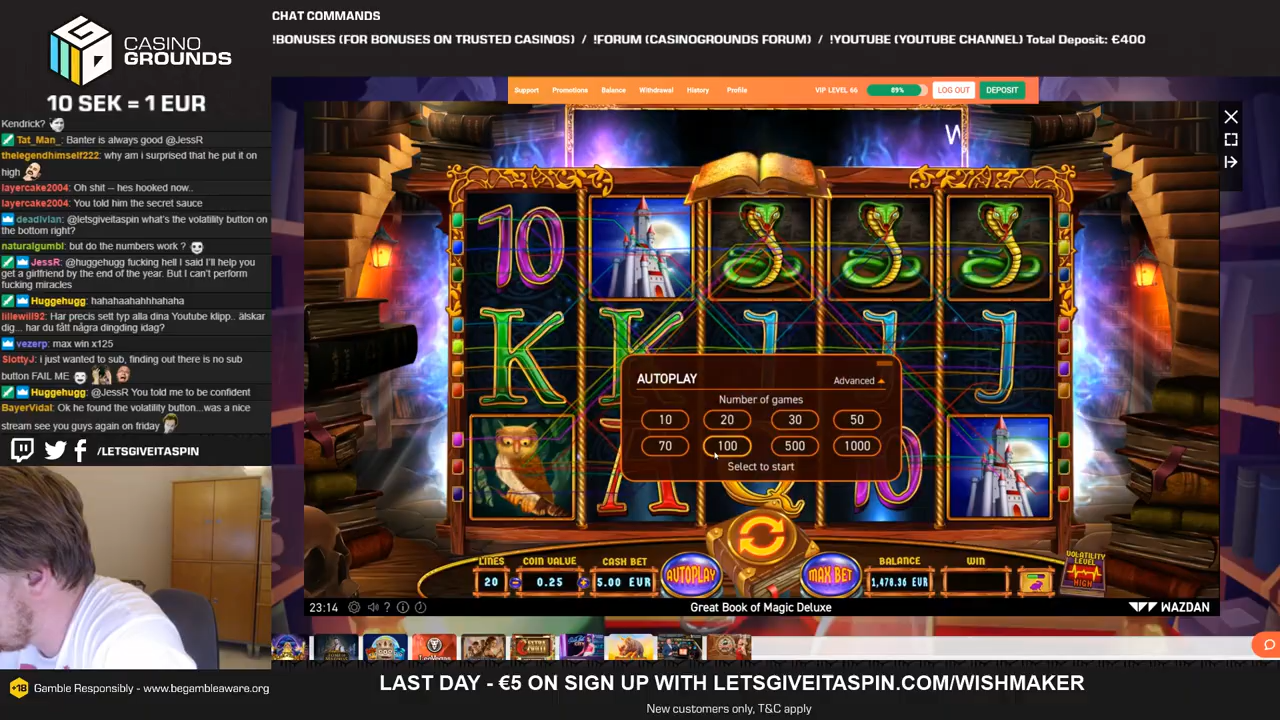 CHAT COMMANDS
!BONUSES (FOR BONUSES ON TRUSTED CASINOS) / !FORUM (CASINOGROUNDS FORUM) / !YOUTUBE (YOUTUBE CHANNEL) Total Deposit: €400
CASINO
GROUNDS
10 SEK = 1 EUR
Kendrick?
Tat_Man_: Banter is always good @JessR
thelegendhimself222: why am i surprised that he put it on
high
layercake2004: Oh shit -- hes hooked now..
layercake2004: You told him the secret sauce
deadivian: @letsgiveitaspin what's the volatility button on
the bottom right?
naturalgumbi: but do the numbers work ?
JessR: @huggehugg fucking hell I said I'll help you
get a girlfriend by the end of the year. But I can't perform
fucking miracles
Huggehugg: hahahaahahhhahaha
lillewill92: Har precis sett typ alla dina Youtube klipp.. älskar
dig... har du fått några dingding idag?
vezerp: max win x125
SlottyJ: i just wanted to sub, finding out there is no sub
button FAIL ME
Huggehugg: @JessR You told me to be confident
BayerVidal: Ok he found the volatility button...was a nice
stream see you guys again on friday
/LETSGIVEITASPIN
Support Promotions Balance Withdrawal History Profile VIP LEVEL 66 89% LOG OUT DEPOSIT
W
10
K K J J J
A Q 10
AUTOPLAY Advanced
Number of games
10 20 30 50
70 100 500 1000
Select to start
LINES COIN VALUE CASH BET BALANCE WIN
20 0.25 5.00 EUR AUTOPLAY MAX BET 1,478.36 EUR
VOLATILITY
LEVEL
HIGH
23:14 Great Book of Magic Deluxe WAZDAN
LeoVegas
+18 Gamble Responsibly - www.begambleaware.org
LAST DAY - €5 ON SIGN UP WITH LETSGIVEITASPIN.COM/WISHMAKER
New customers only, T&C apply